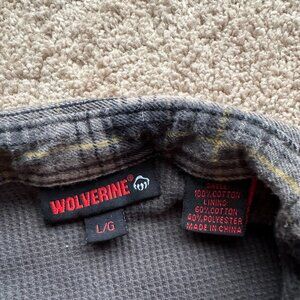 WOLVERINE®
L/G
SHELL
100% COTTON
LINING
60% COTTON
40% POLYESTER
MADE IN CHINA